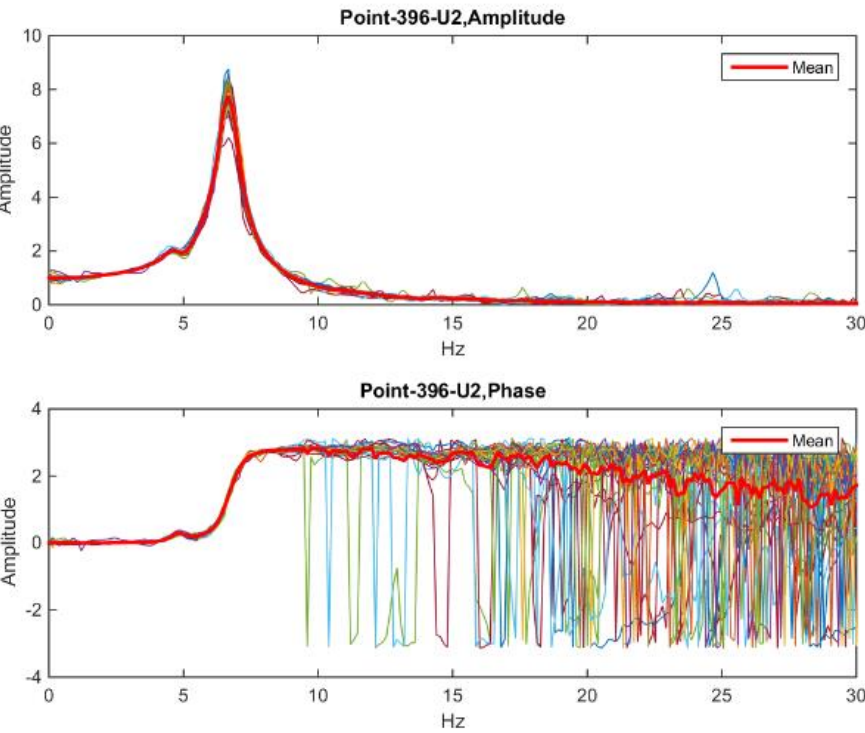 Point-396-U2,Amplitude
10
8
6
4
2
0
Amplitude
Mean
0 5 10 15 20 25 30
Hz
Point-396-U2,Phase
4
2
0
-2
-4
Amplitude
Mean
0 5 10 15 20 25 30
Hz